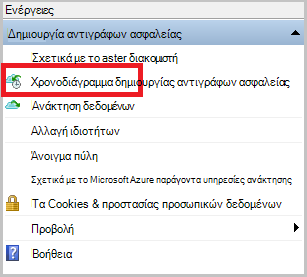 Ενέργειες
Δημιουργία αντιγράφων ασφαλείας
Σχετικά με το aster διακομιστή
Χρονοδιάγραμμα δημιουργίας αντιγράφων ασφαλείας
Ανάκτηση δεδομένων
Αλλαγή ιδιοτήτων
Άνοιγμα πύλη
Σχετικά με το Microsoft Azure παράγοντα υπηρεσίες ανάκτησης
Τα Cookies & προστασίας προσωπικών δεδομένων
Προβολή
Βοήθεια